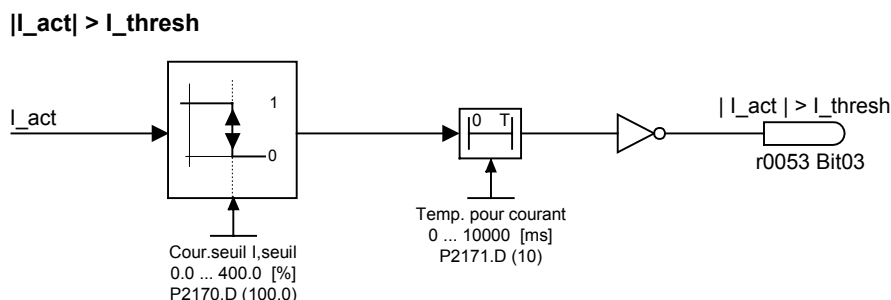 |I_act| > I_thresh
I_act
1
0
0 T
| I_act | > I_thresh
r0053 Bit03
Temp. pour courant
0 ... 10000 [ms]
P2171.D (10)
Cour.seuil I,seuil
0.0 ... 400.0 [%]
P2170.D (100.0)